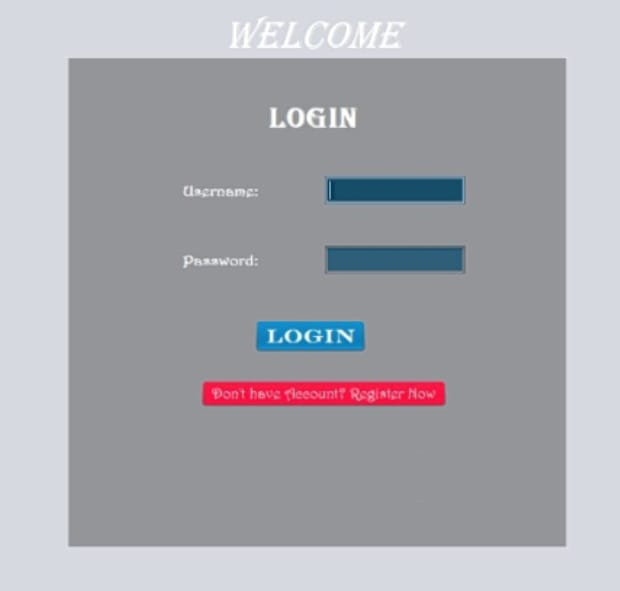 WELCOME
LOGIN
Username:
Password:
LOGIN
Don't have Account? Register Now